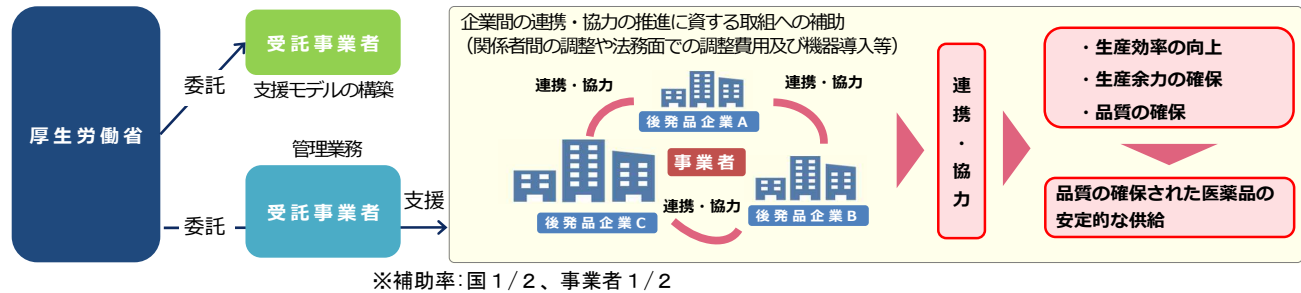 厚生労働省
委託
受託事業者
支援モデルの構築
管理業務
委託
受託事業者
支援
企業間の連携・協力の推進に資する取組への補助
（関係者間の調整や法務面での調整費用及び機器導入等）
連携・協力
連携・協力
後発品企業A
事業者
後発品企業C
連携・協力
後発品企業B
連携・協力
・生産効率の向上
・生産余力の確保
・品質の確保
品質の確保された医薬品の
安定的な供給
※補助率：国１/２、事業者１/２